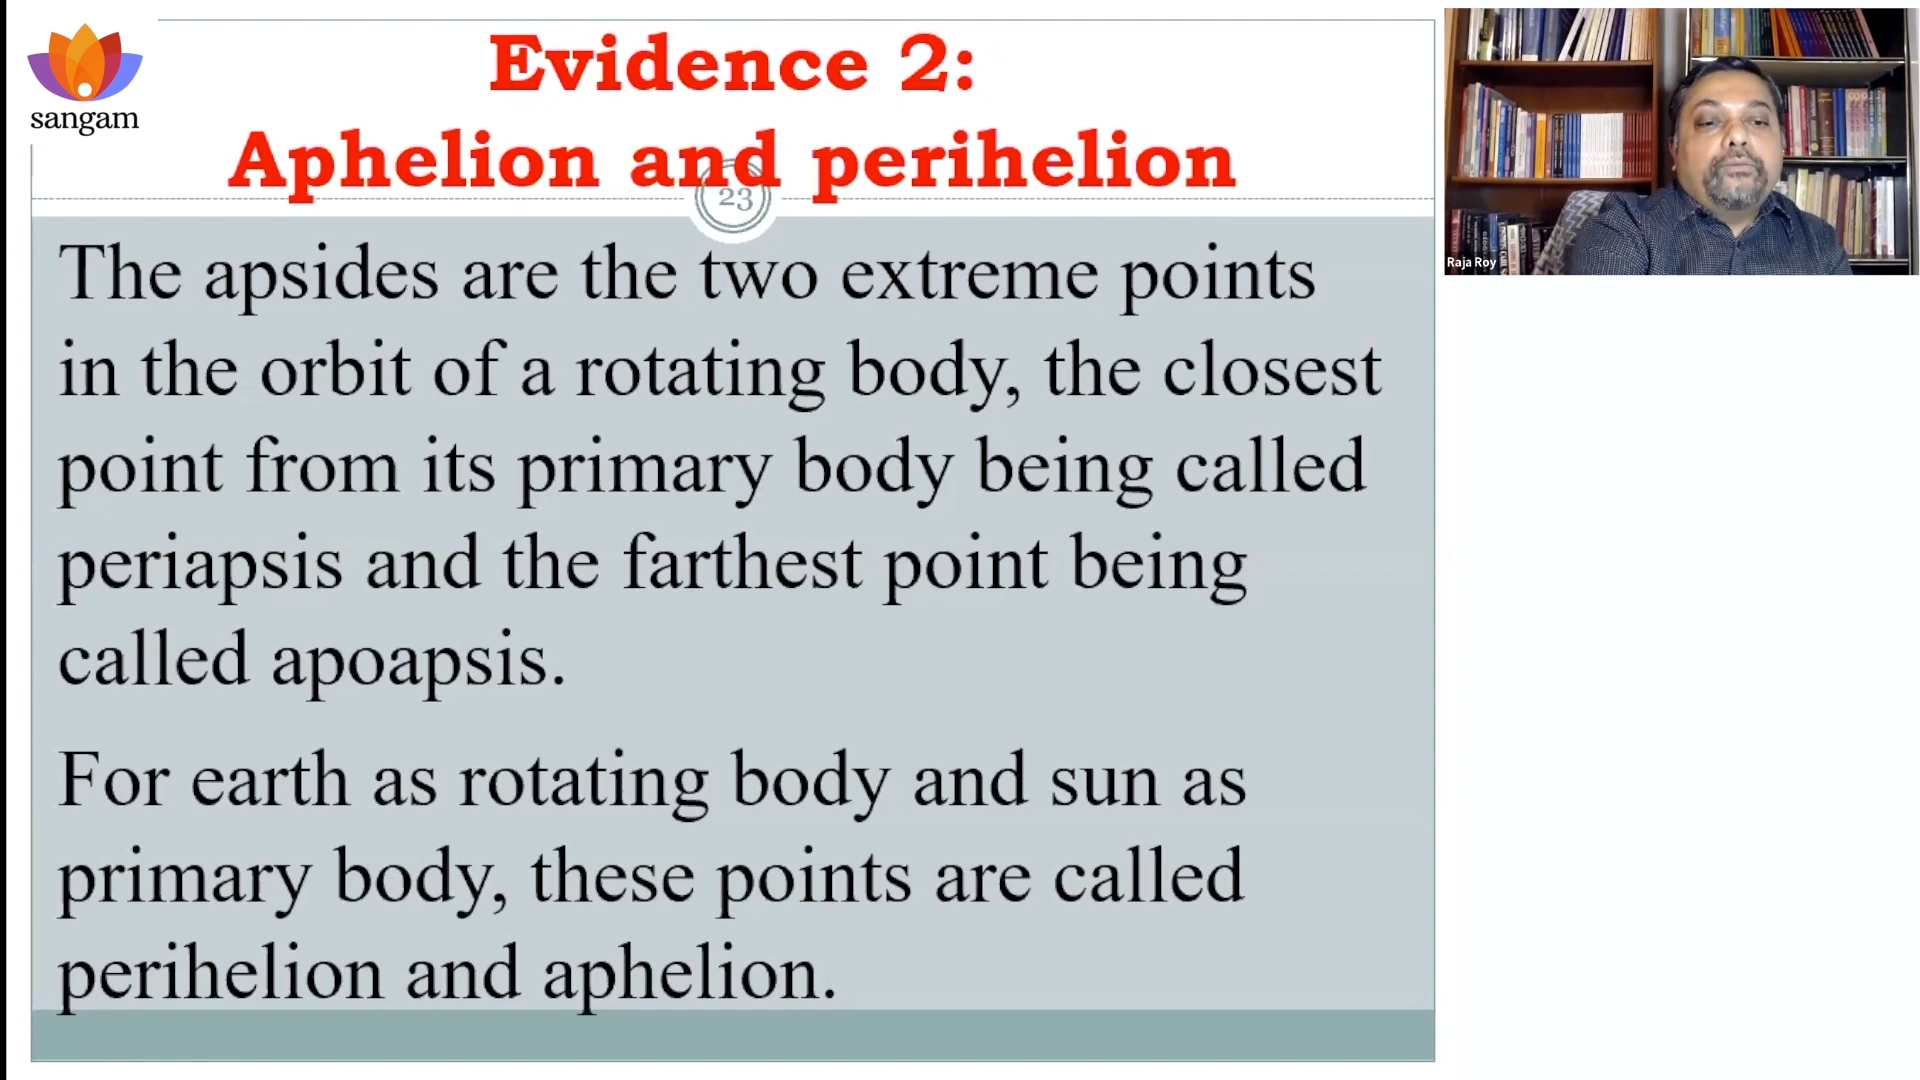 sangam
Evidence 2:
Aphelion and perihelion
23
The apsides are the two extreme points
in the orbit of a rotating body, the closest
point from its primary body being called
periapsis and the farthest point being
called apoapsis.
For earth as rotating body and sun as
primary body, these points are called
perihelion and aphelion.
Raja Roy